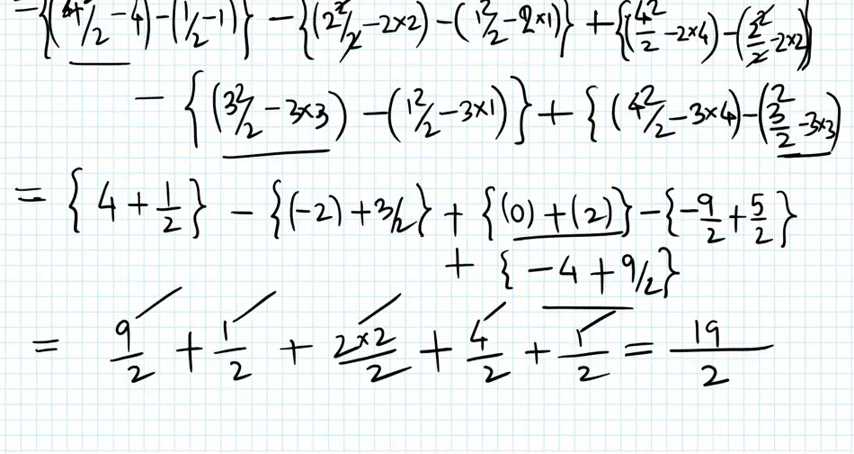 -{(4²/2 -4)-(1/2 -1)} -{(2²/2 -2×2) -(1²/2 -2×1)} +{(4²/2 -2×4) -(2²/2 -2×2)}
- {(3²/2 -3×3) -(1²/2 -3×1)} + {(4²/2 -3×4) -(3²/2 -3×3)
= {4 + 1/2} - {(-2) + 3/2} + {(0) + (2)} - {-9/2 + 5/2}
+ {-4 + 9/2}
= 9/2 + 1/2 + 2×2/2 + 4/2 + 1/2 = 19/2